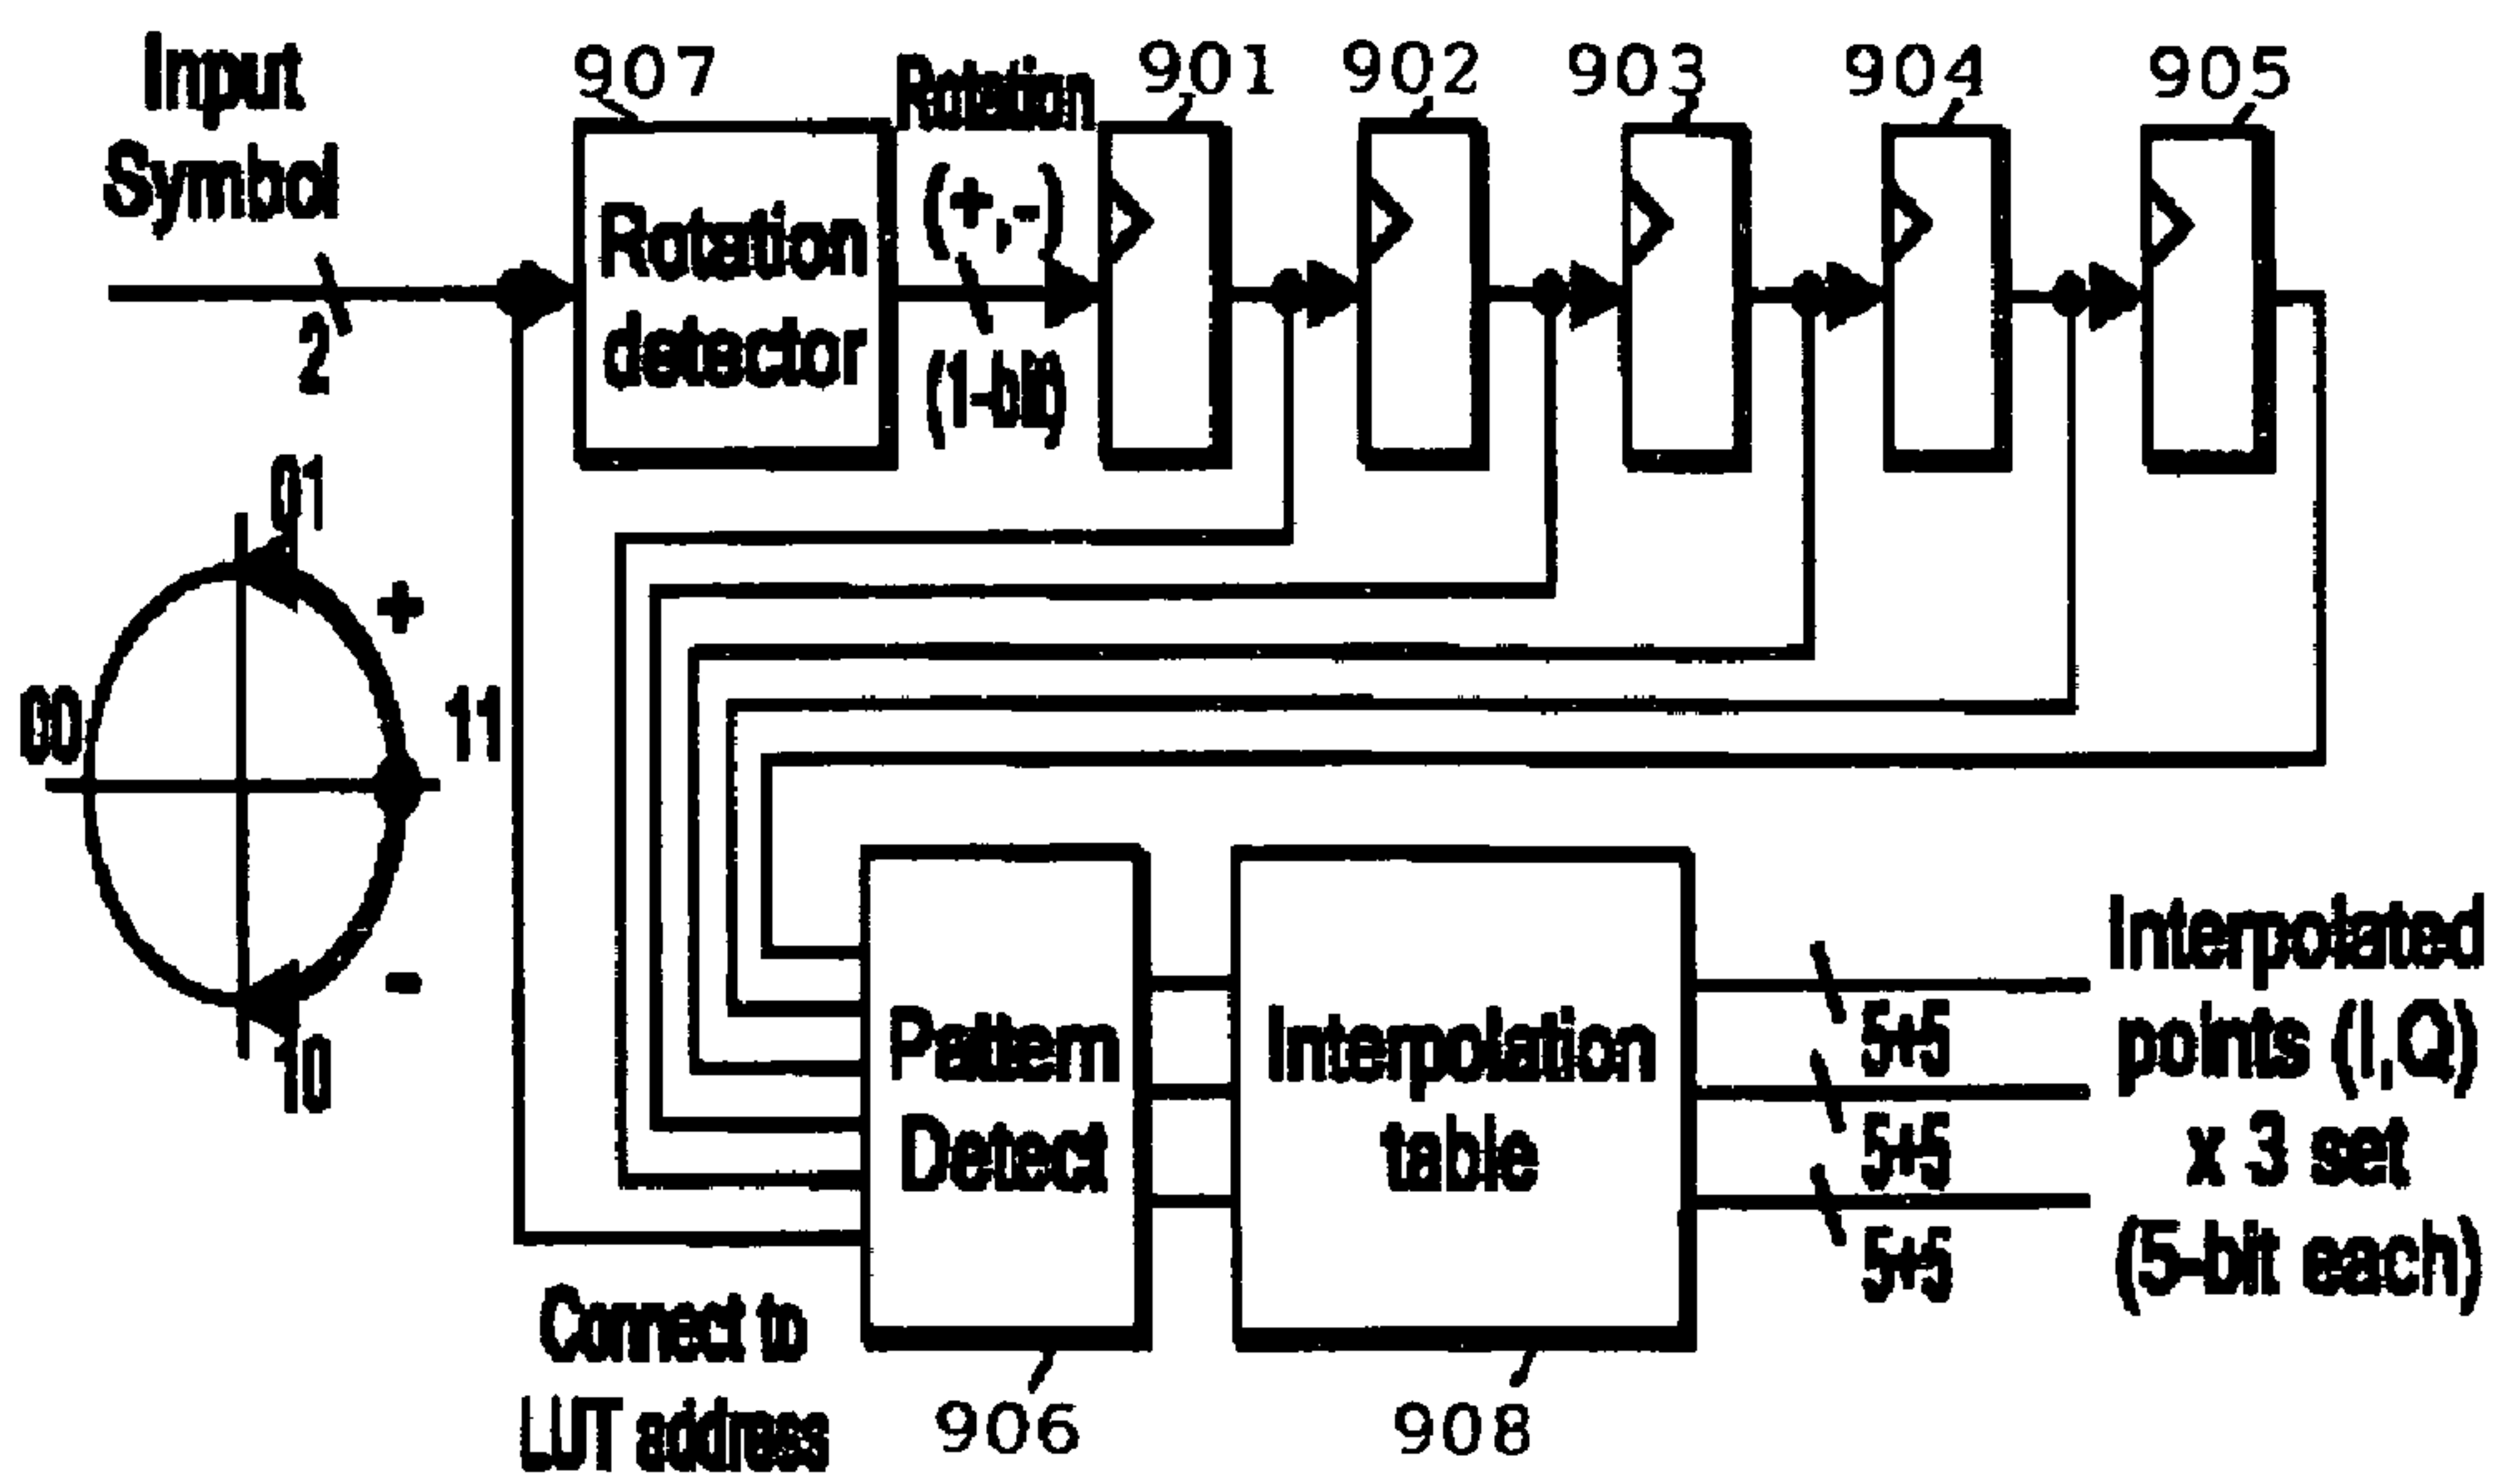 Input
Symbol
2
907
Rotation
(+,-)
(1-bit)
901
902
903
904
905
Rotation
detector
01
+
00
11
-
10
Pattern
Detect
Interpolation
table
5+5
5+5
5+5
Interpolated
points (I,Q)
x 3 set
(5-bit each)
Connect to
LUT address
906
908